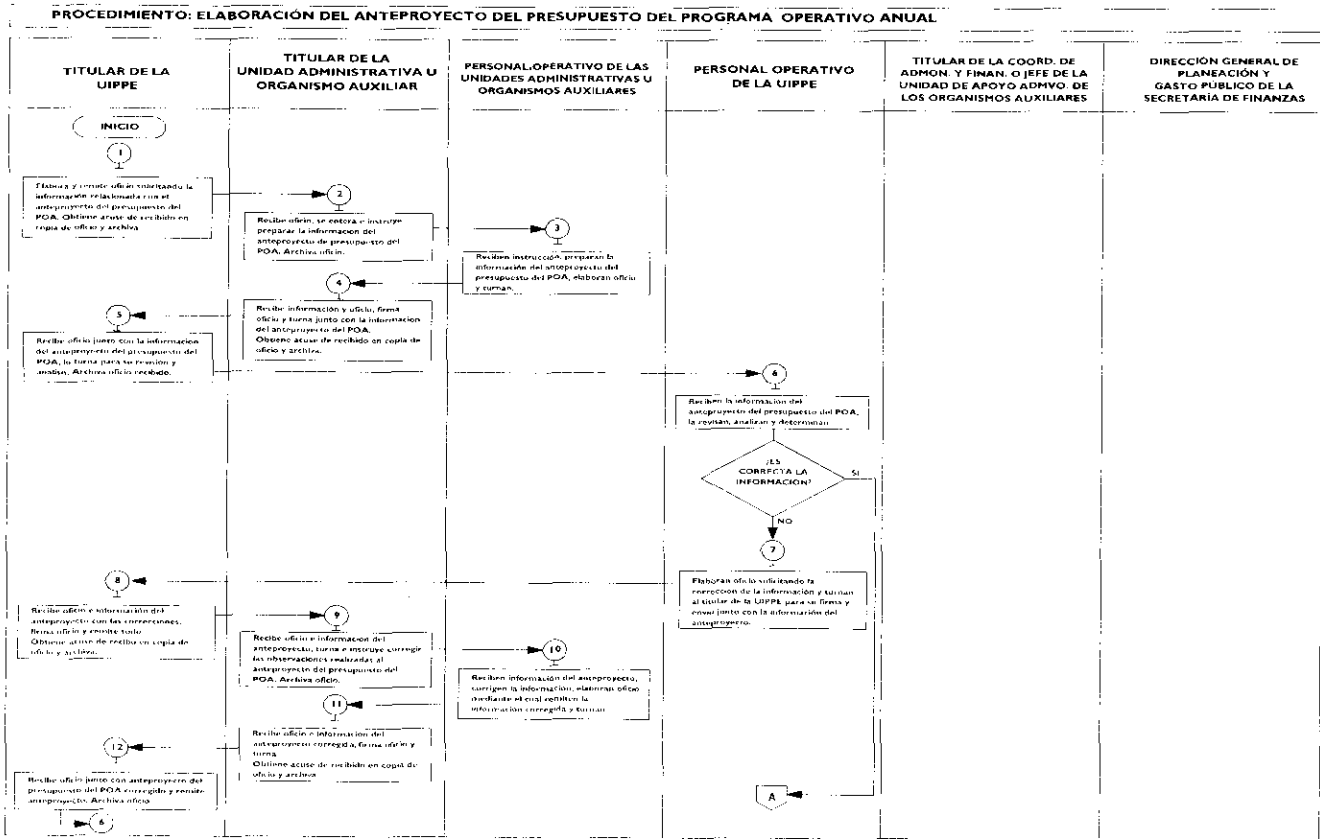 PROCEDIMIENTO: ELABORACIÓN DEL ANTEPROYECTO DEL PRESUPUESTO DEL PROGRAMA OPERATIVO ANUAL
TITULAR DE LA
UIPPE
TITULAR DE LA
UNIDAD ADMINISTRATIVA U
ORGANISMO AUXILIAR
PERSONAL OPERATIVO DE LAS
UNIDADES ADMINISTRATIVAS U
ORGANISMOS AUXILIARES
PERSONAL OPERATIVO
DE LA UIPPE
TITULAR DE LA COORD. DE
ADMON. Y FINAN. O JEFE DE LA
UNIDAD DE APOYO ADMVO. DE
LOS ORGANISMOS AUXILIARES
DIRECCIÓN GENERAL DE
PLANEACIÓN Y
GASTO PÚBLICO DE LA
SECRETARÍA DE FINANZAS
INICIO
1
Elabora y remite oficio solicitando la
información relacionada con el
anteproyecto del presupuesto del
POA. Obtiene acuse de recibido en
copia de oficio y archiva
2
Recibe oficio, se entera e instruye
preparar la información del
anteproyecto de presupuesto del
POA. Archiva oficio.
3
Reciben instrucción, preparan la
información del anteproyecto del
presupuesto del POA, elaboran oficio
y turnan.
4
Recibe información y oficio, firma
oficio y turna junto con la información
del anteproyecto del POA.
Obtiene acuse de recibido en copia de
oficio y archiva.
5
Recibe oficio junto con la información
del anteproyecto del presupuesto del
POA, lo turna para su revisión y
análisis. Archiva oficio recibido.
6
Reciben la información del
anteproyecto del presupuesto del POA,
la revisan, analizan y determinan
¿ES
CORRECTA LA
INFORMACIÓN?
SI
NO
7
Elaboran oficio solicitando la
corrección de la información y turnan
al titular de la UIPPE para su firma y
envío junto con la información del
anteproyecto.
8
Recibe oficio e información del
anteproyecto con las correcciones,
firma oficio y remite todo
Obtiene acuse de recibo en copia de
oficio y archiva.
9
Recibe oficio e información del
anteproyecto, turna e instruye corregir
las observaciones realizadas al
anteproyecto del presupuesto del
POA. Archiva oficio.
10
Reciben información del anteproyecto,
corrigen la información, elaboran oficio
mediante el cual remiten la
información corregida y turnan
11
Recibe oficio e información del
anteproyecto corregida, firma oficio y
turna
Obtiene acuse de recibido en copia de
oficio y archiva
12
Recibe oficio junto con anteproyecto del
presupuesto del POA corregido y remite
anteproyecto. Archiva oficio
6
A